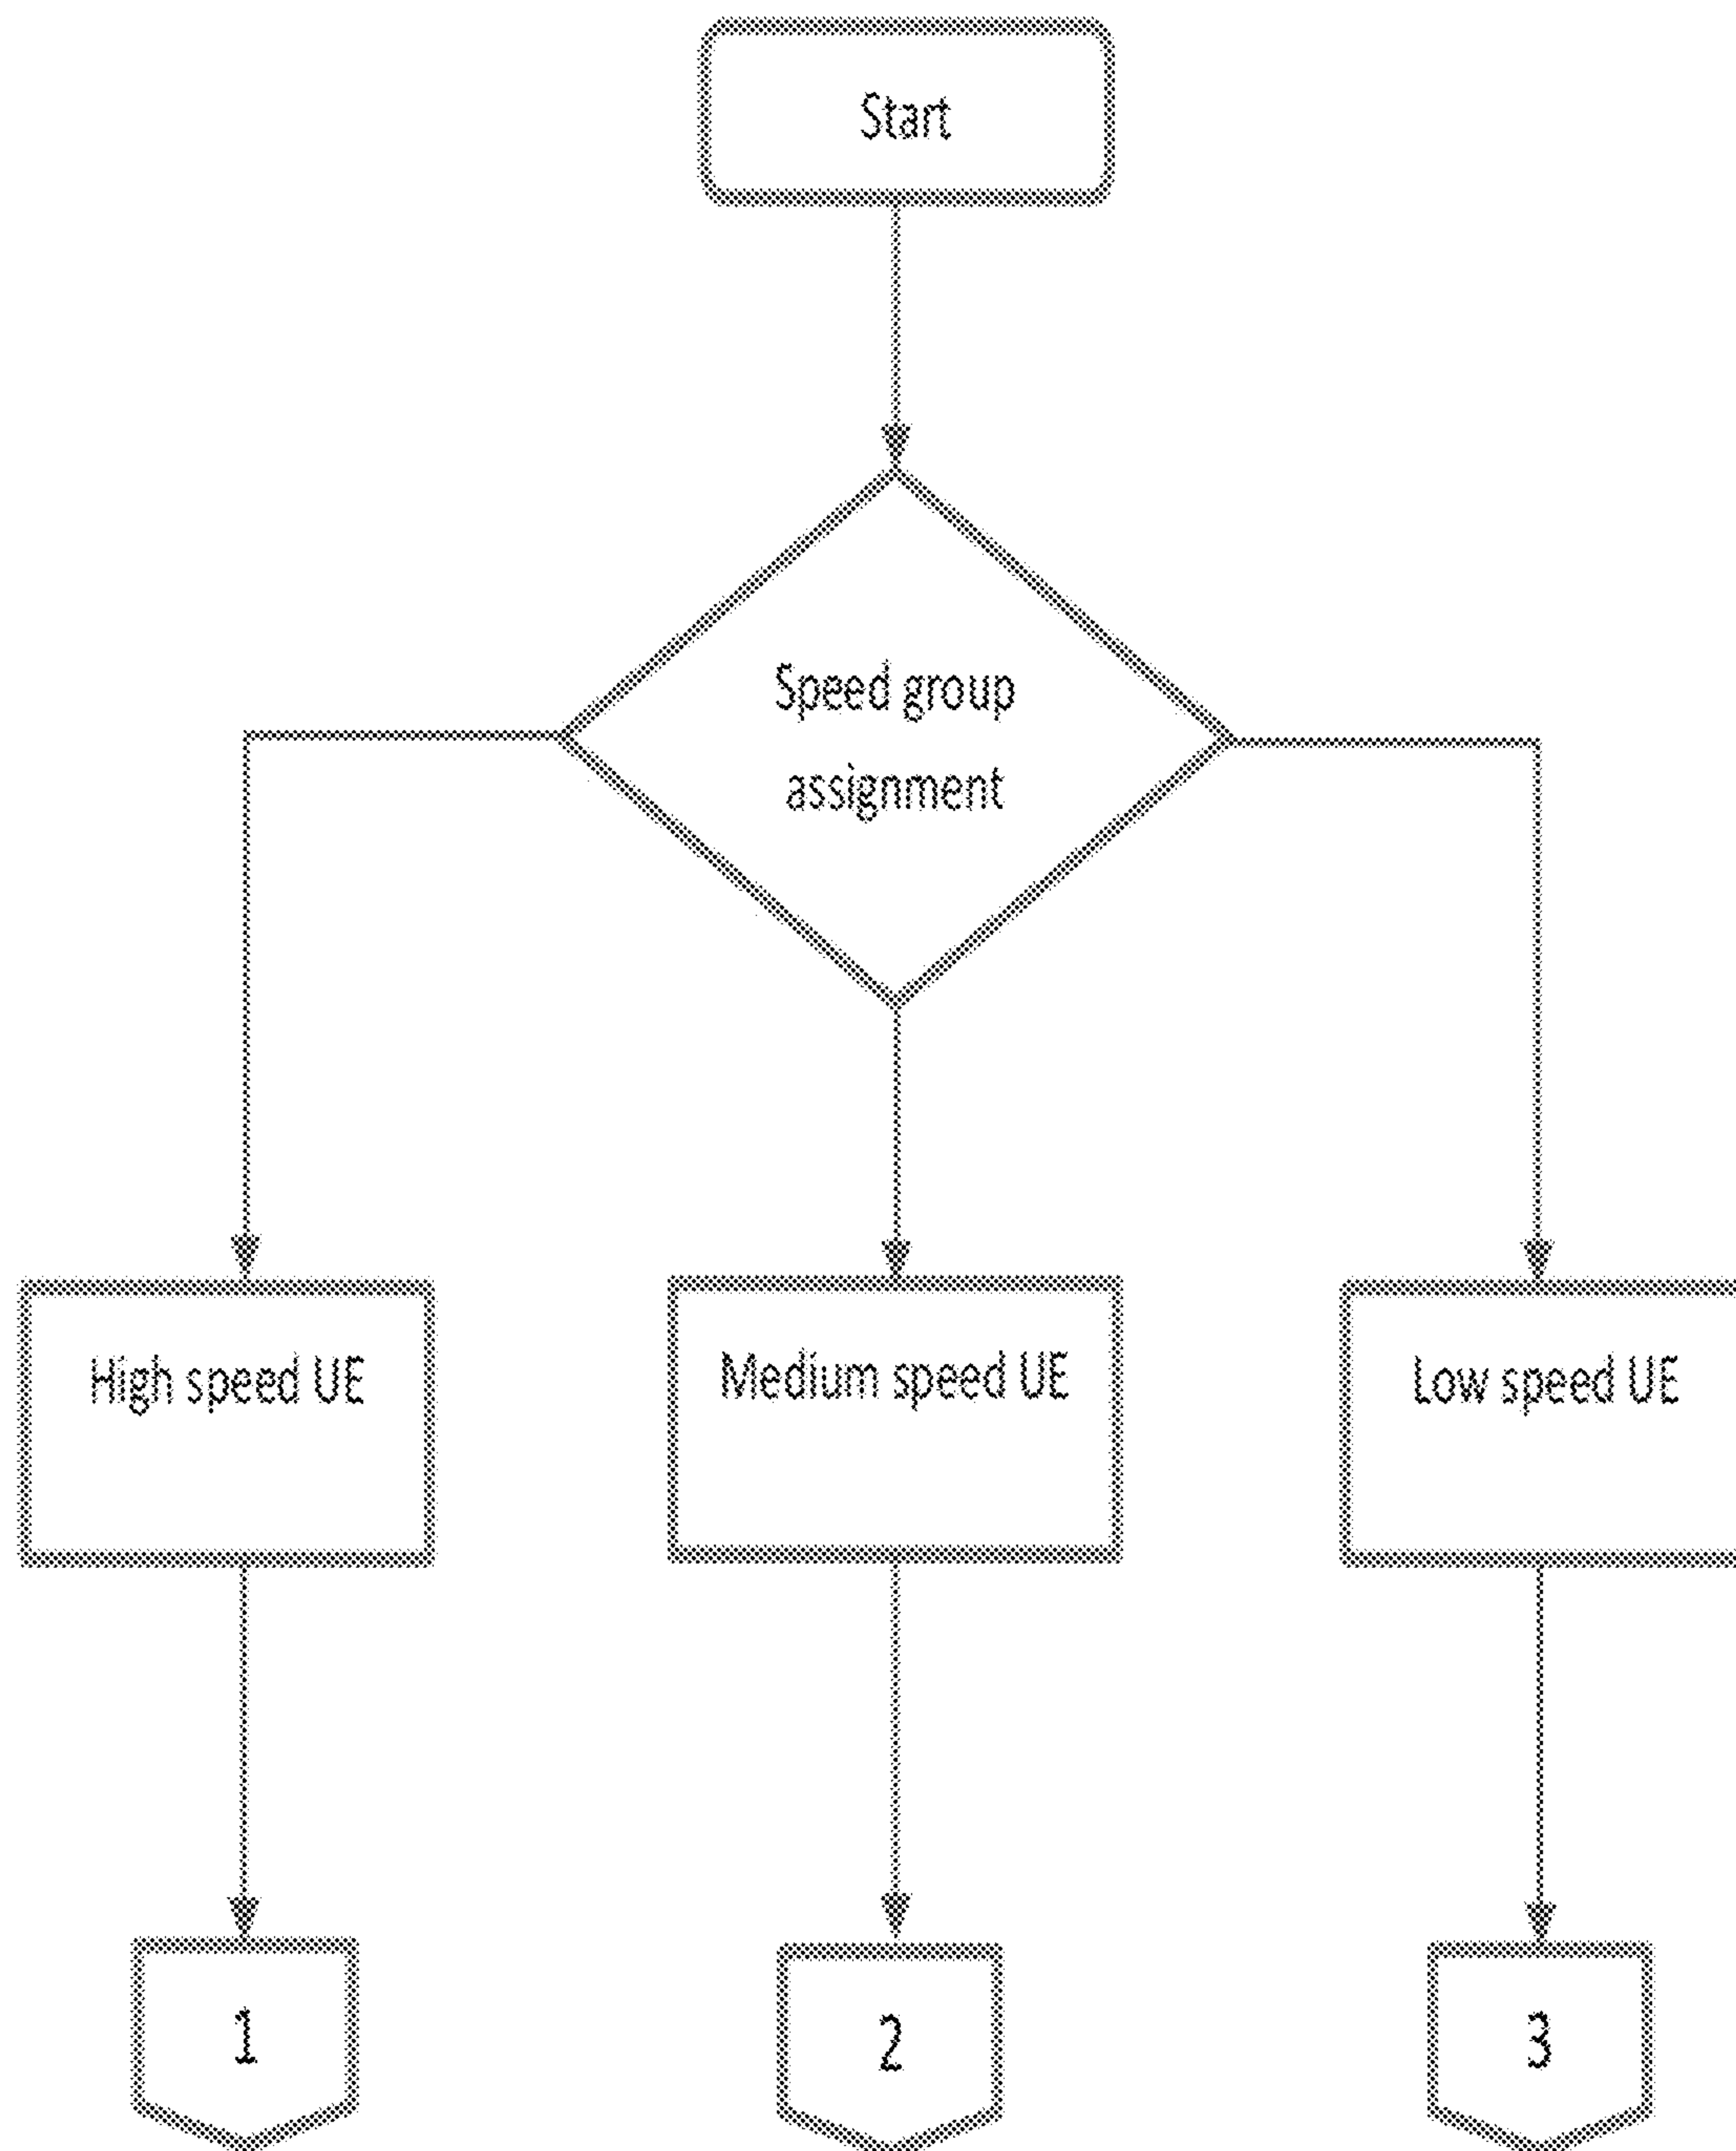 Start
Speed group
assignment
High speed UE
Medium speed UE
Low speed UE
1
2
3